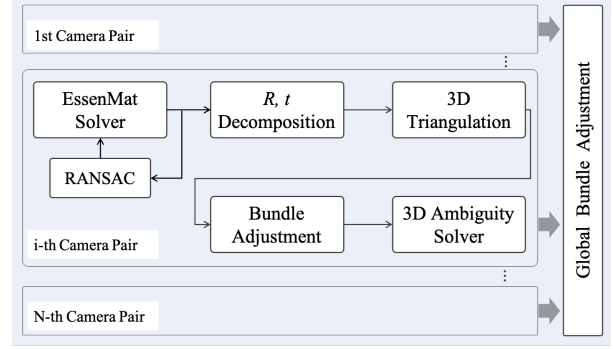 1st Camera Pair
EssenMat
Solver
RANSAC
R, t
Decomposition
3D
Triangulation
Bundle
Adjustment
3D Ambiguity
Solver
i-th Camera Pair
N-th Camera Pair
Global Bundle Adjustment